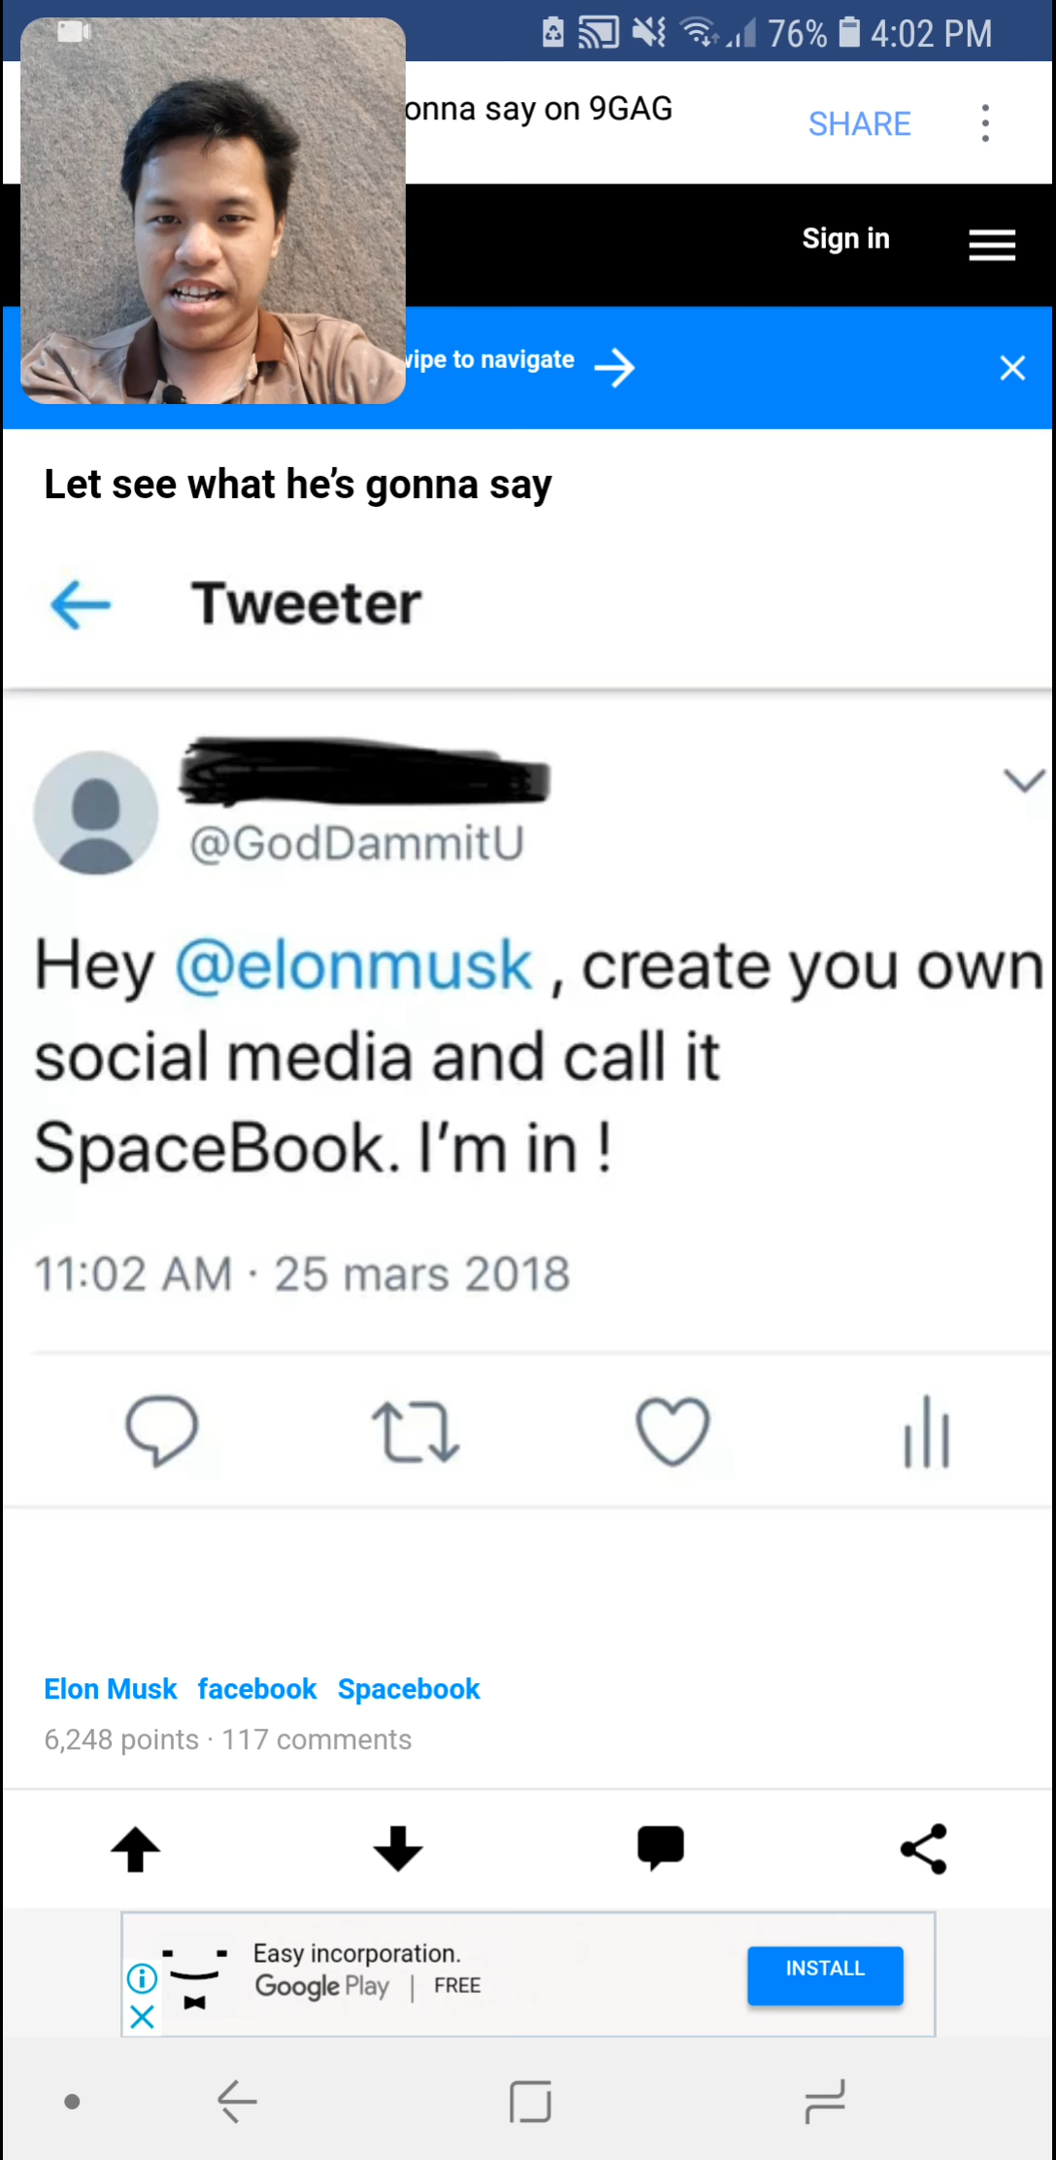 76% 4:02 PM
onna say on 9GAG
SHARE
Sign in
to navigate
Let see what he's gonna say
Tweeter
@GodDammitU
Hey @elonmusk , create you own
social media and call it
SpaceBook. I'm in !
11:02 AM · 25 mars 2018
Elon Musk facebook Spacebook
6,248 points · 117 comments
Easy incorporation.
Google Play | FREE
INSTALL